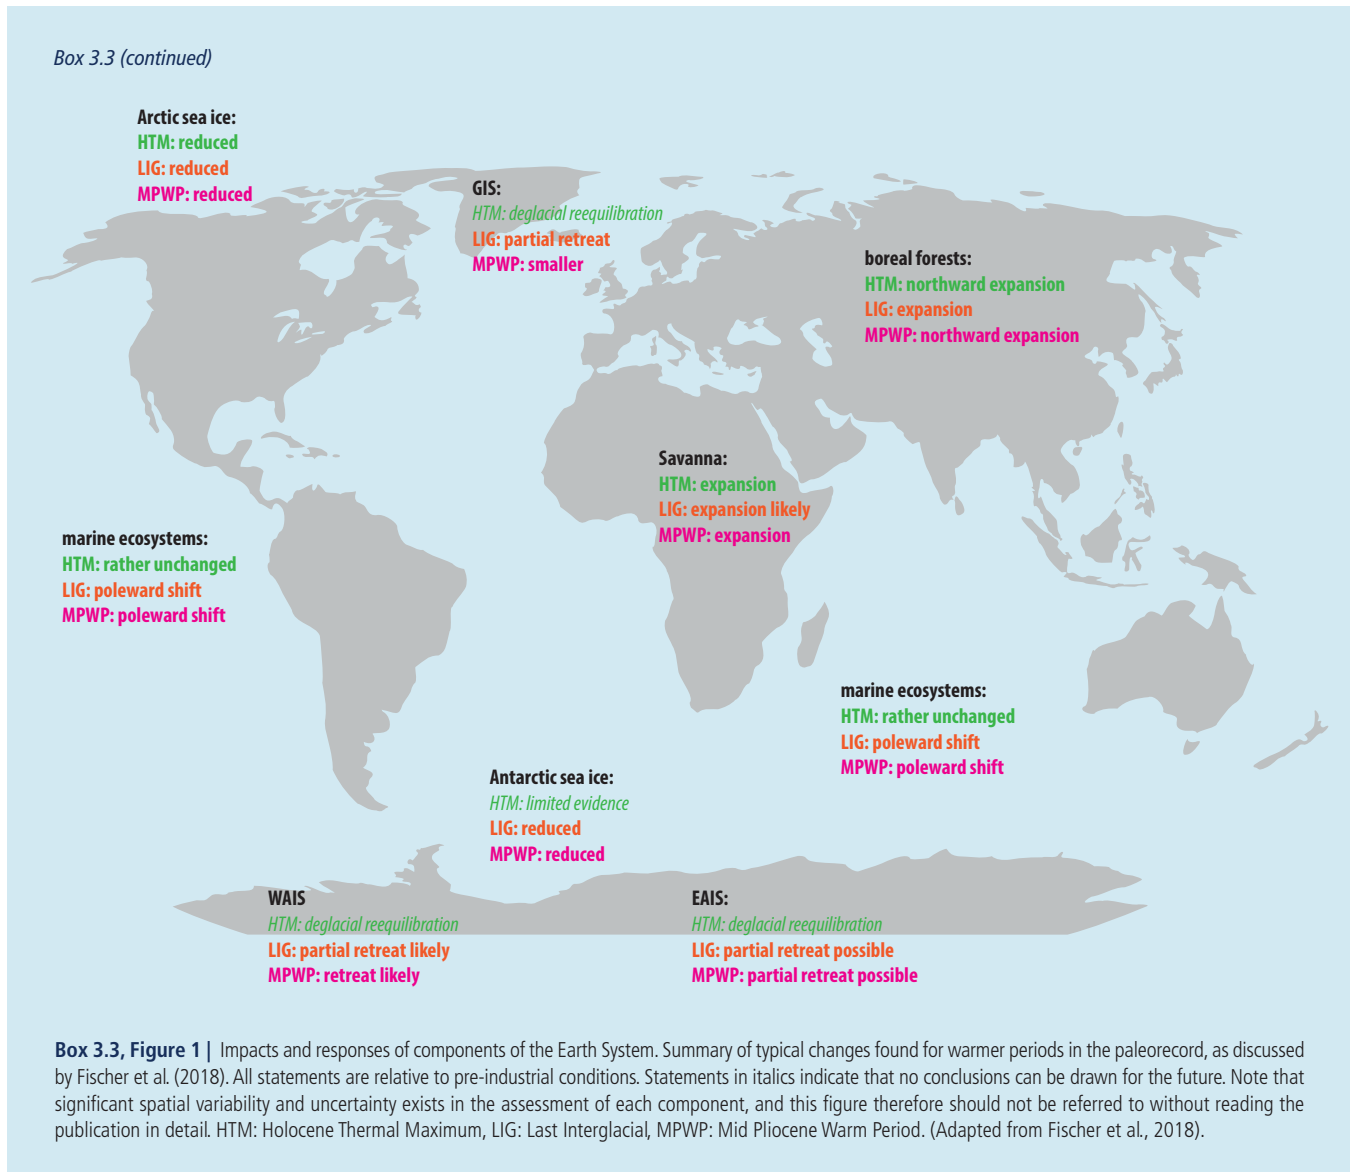 Box 3.3 (continued)
Arctic sea ice:
HTM: reduced
LIG: reduced
MPWP: reduced
GIS:
HTM: deglacial reequilibration
LIG: partial retreat
MPWP: smaller
boreal forests:
HTM: northward expansion
LIG: expansion
MPWP: northward expansion
Savanna:
HTM: expansion
LIG: expansion likely
MPWP: expansion
marine ecosystems:
HTM: rather unchanged
LIG: poleward shift
MPWP: poleward shift
marine ecosystems:
HTM: rather unchanged
LIG: poleward shift
MPWP: poleward shift
Antarctic sea ice:
HTM: limited evidence
LIG: reduced
MPWP: reduced
WAIS
HTM: deglacial reequilibration
LIG: partial retreat likely
MPWP: retreat likely
EAIS:
HTM: deglacial reequilibration
LIG: partial retreat possible
MPWP: partial retreat possible
Box 3.3, Figure 1 | Impacts and responses of components of the Earth System. Summary of typical changes found for warmer periods in the paleorecord, as discussed
by Fischer et al. (2018). All statements are relative to pre-industrial conditions. Statements in italics indicate that no conclusions can be drawn for the future. Note that
significant spatial variability and uncertainty exists in the assessment of each component, and this figure therefore should not be referred to without reading the
publication in detail. HTM: Holocene Thermal Maximum, LIG: Last Interglacial, MPWP: Mid Pliocene Warm Period. (Adapted from Fischer et al., 2018).